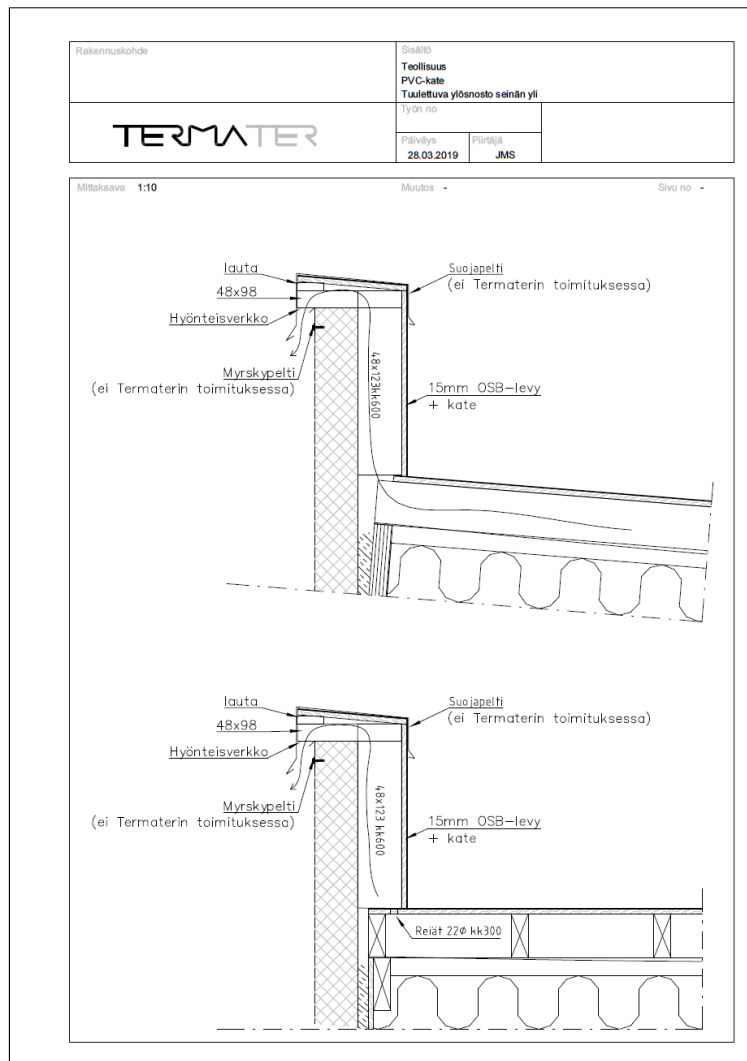 Rakennuskohde
Sisältö
Teollisuus
PVC-kate
Tuulettuva ylösnosto seinän yli
TERMATER
Työn no
Päiväys
28.03.2019
Piirtäjä
JMS
Mittakaava 1:10
Muutos -
Sivu no -
lauta
48x98
Hyönteisverkko
Myrskypelti
(ei Termaterin toimituksessa)
Suojapelti
(ei Termaterin toimituksessa)
48x123kk600
15mm OSB-levy
+ kate
lauta
48x98
Hyönteisverkko
Myrskypelti
(ei Termaterin toimituksessa)
Suojapelti
(ei Termaterin toimituksessa)
48x123 kk600
15mm OSB-levy
+ kate
Reiät 22ø kk300